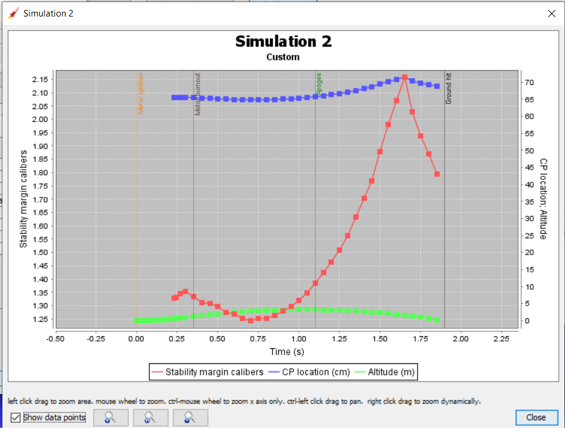 Simulation 2
Simulation 2
Custom
Stability margin calibers
2.15
2.10
2.05
2.00
1.95
1.90
1.85
1.80
1.75
1.70
1.65
1.60
1.55
1.50
1.45
1.40
1.35
1.30
1.25
Motor ignition
Motor burnout
Apogee
Ground hit
70
65
60
55
50
45
40
35
30
25
20
15
10
5
0
CP location, Altitude
-0.50 -0.25 0.00 0.25 0.50 0.75 1.00 1.25 1.50 1.75 2.00 2.25
Time (s)
Stability margin calibers CP location (cm) Altitude (m)
left click drag to zoom area. mouse wheel to zoom. ctrl-mouse wheel to zoom x axis only. ctrl-left click drag to pan. right click drag to zoom dynamically.
Show data points
Close